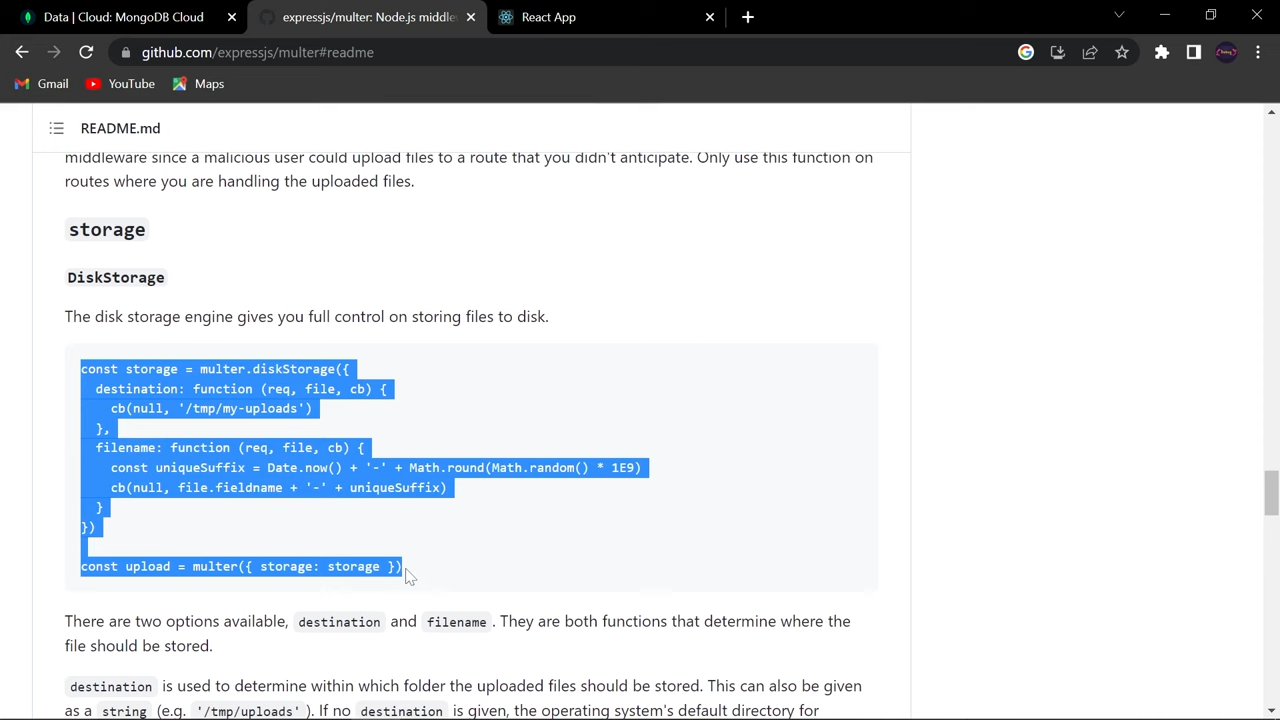 Data | Cloud: MongoDB Cloud
expressjs/multer: Node.js middle
React App
github.com/expressjs/multer#readme
Gmail
YouTube
Maps
README.md
middleware since a malicious user could upload files to a route that you didn't anticipate. Only use this function on
routes where you are handling the uploaded files.
storage
DiskStorage
The disk storage engine gives you full control on storing files to disk.
const storage = multer.diskStorage({
  destination: function (req, file, cb) {
    cb(null, '/tmp/my-uploads')
  },
  filename: function (req, file, cb) {
    const uniqueSuffix = Date.now() + '-' + Math.round(Math.random() * 1E9)
    cb(null, file.fieldname + '-' + uniqueSuffix)
  }
})
const upload = multer({ storage: storage })
There are two options available, destination and filename. They are both functions that determine where the
file should be stored.
destination is used to determine within which folder the uploaded files should be stored. This can also be given
as a string (e.g. '/tmp/uploads'). If no destination is given, the operating system's default directory for